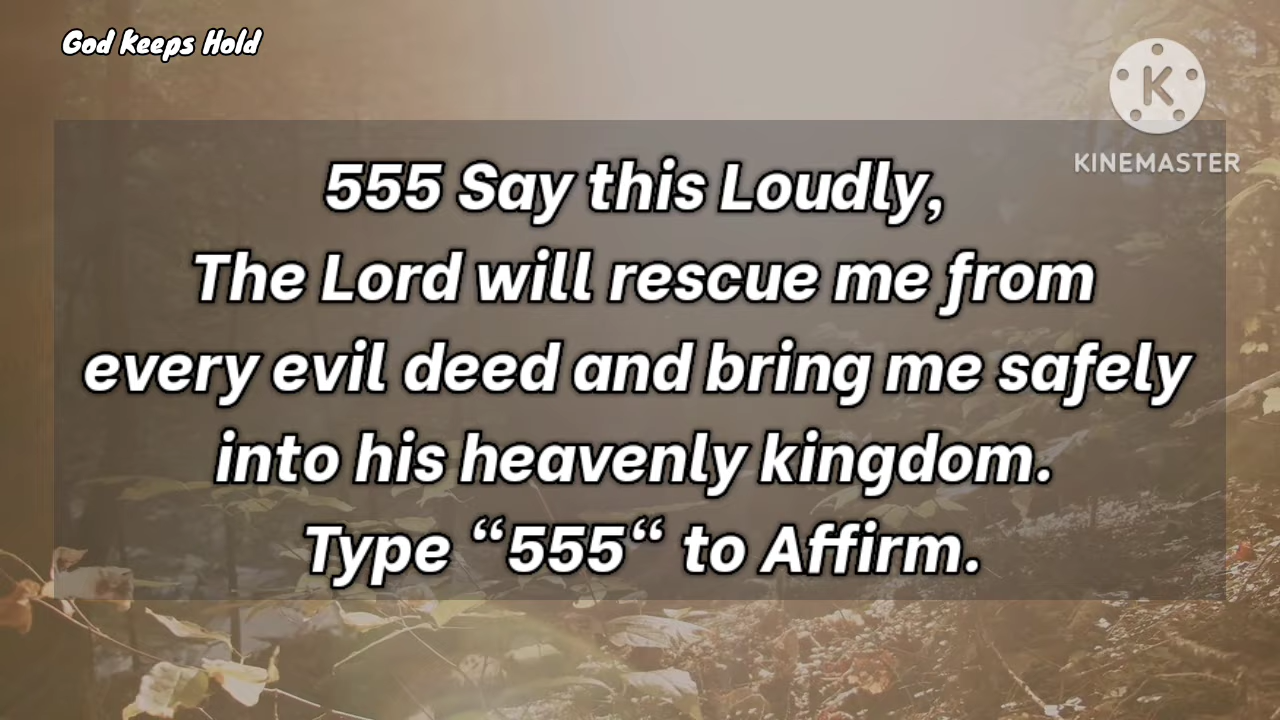 God Keeps Hold
K
KINEMASTER
555 Say this Loudly,
The Lord will rescue me from
every evil deed and bring me safely
into his heavenly kingdom.
Type “555“ to Affirm.